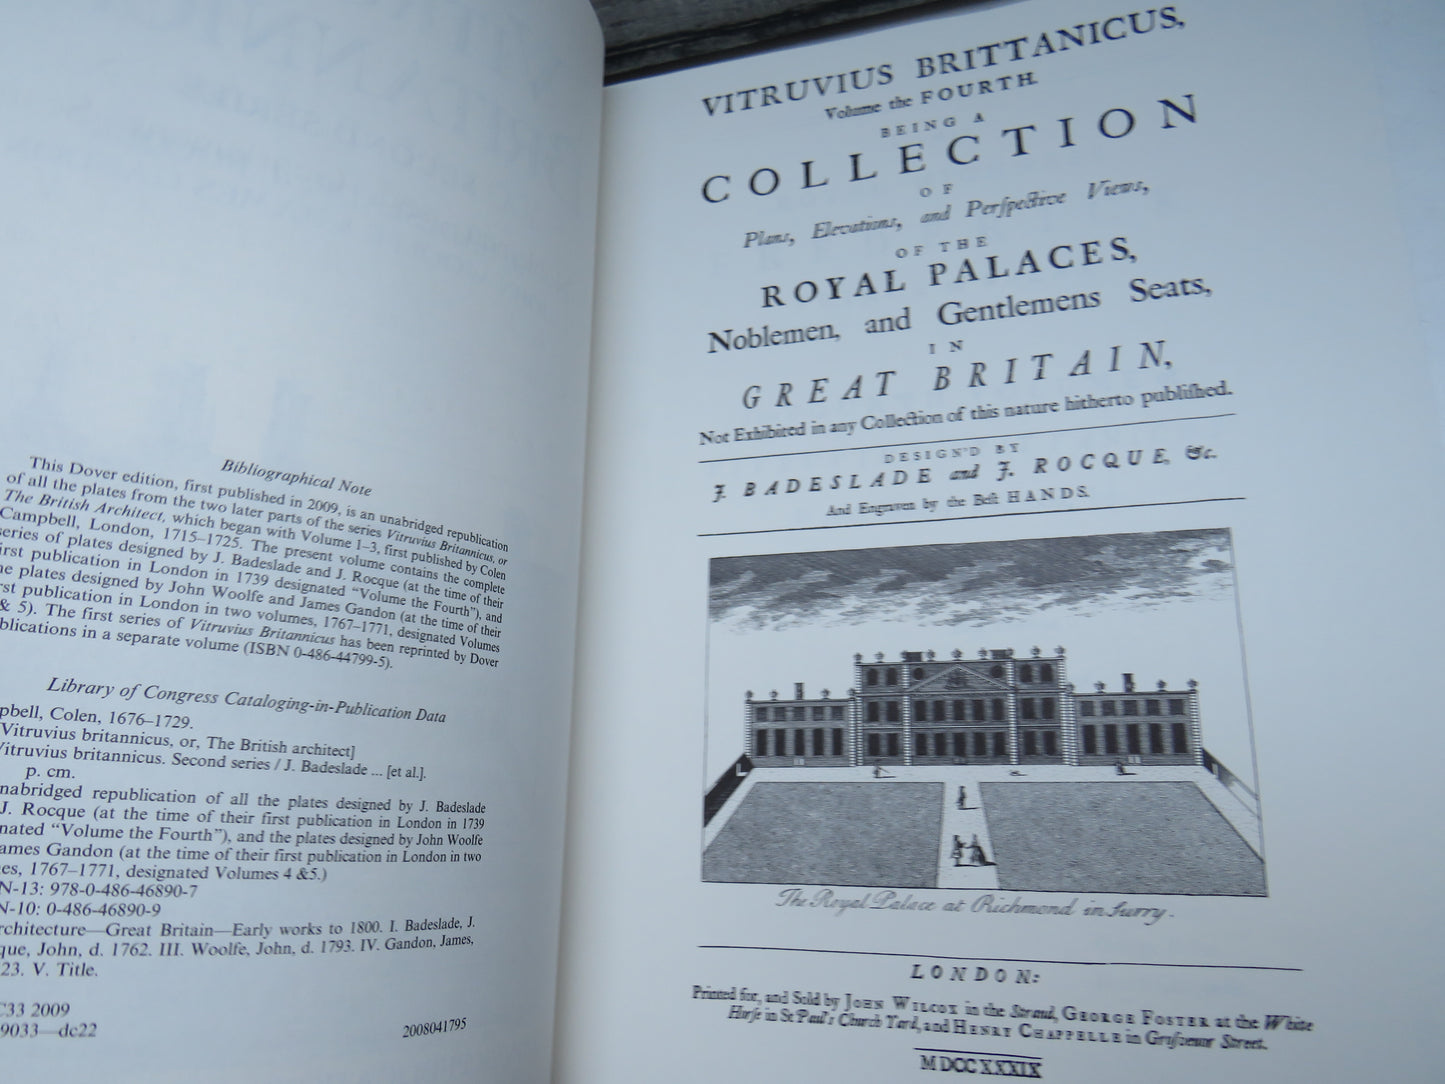 Bibliographical Note
This Dover edition, first published in 2009, is an unabridged republication
of all the plates from the two later parts of the series Vitruvius Britannicus, or
The British Architect, which began with Volume 1–3, first published by Colen
Campbell, London, 1715–1725. The present volume contains the complete
series of plates designed by J. Badeslade and J. Rocque (at the time of their
first publication in London in 1739 designated “Volume the Fourth”), and
the plates designed by John Woolfe and James Gandon (at the time of their
first publication in London in two volumes, 1767–1771, designated Volumes
& 5). The first series of Vitruvius Britannicus has been reprinted by Dover
blications in a separate volume (ISBN 0-486-44799-5).
Library of Congress Cataloging-in-Publication Data
pbell, Colen, 1676–1729.
Vitruvius britannicus, or, The British architect]
Vitruvius britannicus. Second series / J. Badeslade ... [et al.].
p. cm.
nabridged republication of all the plates designed by J. Badeslade
J. Rocque (at the time of their first publication in London in 1739
nated “Volume the Fourth”), and the plates designed by John Woolfe
ames Gandon (at the time of their first publication in London in two
es, 1767–1771, designated Volumes 4 &5.)
N-13: 978-0-486-46890-7
N-10: 0-486-46890-9
rchitecture—Great Britain—Early works to 1800. I. Badeslade, J.
que, John, d. 1762. III. Woolfe, John, d. 1793. IV. Gandon, James,
23. V. Title.
C33 2009
9033—dc22
2008041795
VITRUVIUS BRITTANICUS,
Volume the FOURTH.
BEING A
COLLECTION
OF
Plans, Elevations, and Perſpective Views,
OF THE
ROYAL PALACES,
Noblemen, and Gentlemens Seats,
IN
GREAT BRITAIN,
Not Exhibited in any Collection of this nature hitherto publiſhed.
DESIGN'D BY
J. BADESLADE and J. ROCQUE, &c.
And Engraven by the Beſt HANDS.
The Royal Palace at Richmond in Surry.
LONDON:
Printed for, and Sold by JOHN WILCOX in the Strand, GEORGE FOSTER at the White
Horſe in St Paul's Church Yard, and HENRY CHAPPELLE in Groſvenor Street.
MDCCXXXIX